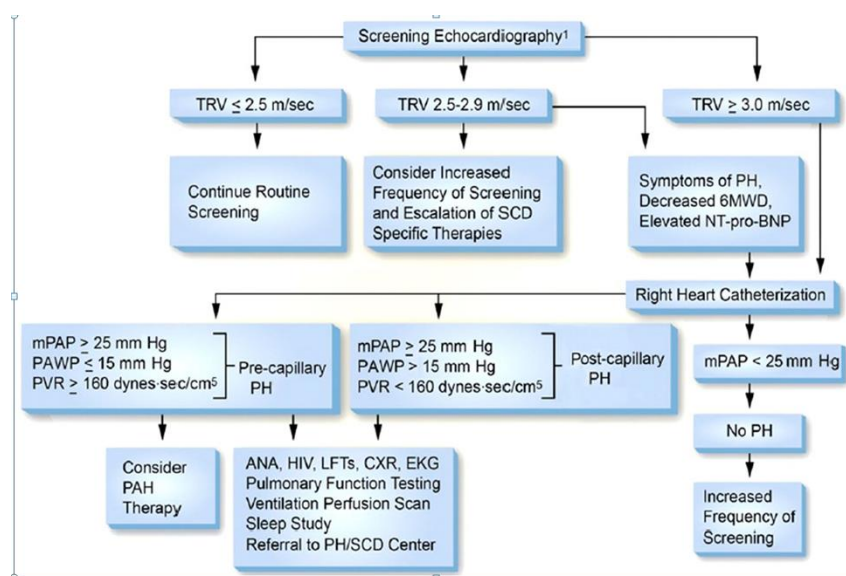 Screening Echocardiography¹
TRV ≤ 2.5 m/sec
TRV 2.5-2.9 m/sec
TRV ≥ 3.0 m/sec
Continue Routine
Screening
Consider Increased
Frequency of Screening
and Escalation of SCD
Specific Therapies
Symptoms of PH,
Decreased 6MWD,
Elevated NT-pro-BNP
Right Heart Catheterization
mPAP ≥ 25 mm Hg
PAWP ≤ 15 mm Hg
PVR ≥ 160 dynes·sec/cm⁵
Pre-capillary
PH
mPAP ≥ 25 mm Hg
PAWP > 15 mm Hg
PVR < 160 dynes·sec/cm⁵
Post-capillary
PH
mPAP < 25 mm Hg
No PH
Increased
Frequency of
Screening
Consider
PAH
Therapy
ANA, HIV, LFTs, CXR, EKG
Pulmonary Function Testing
Ventilation Perfusion Scan
Sleep Study
Referral to PH/SCD Center